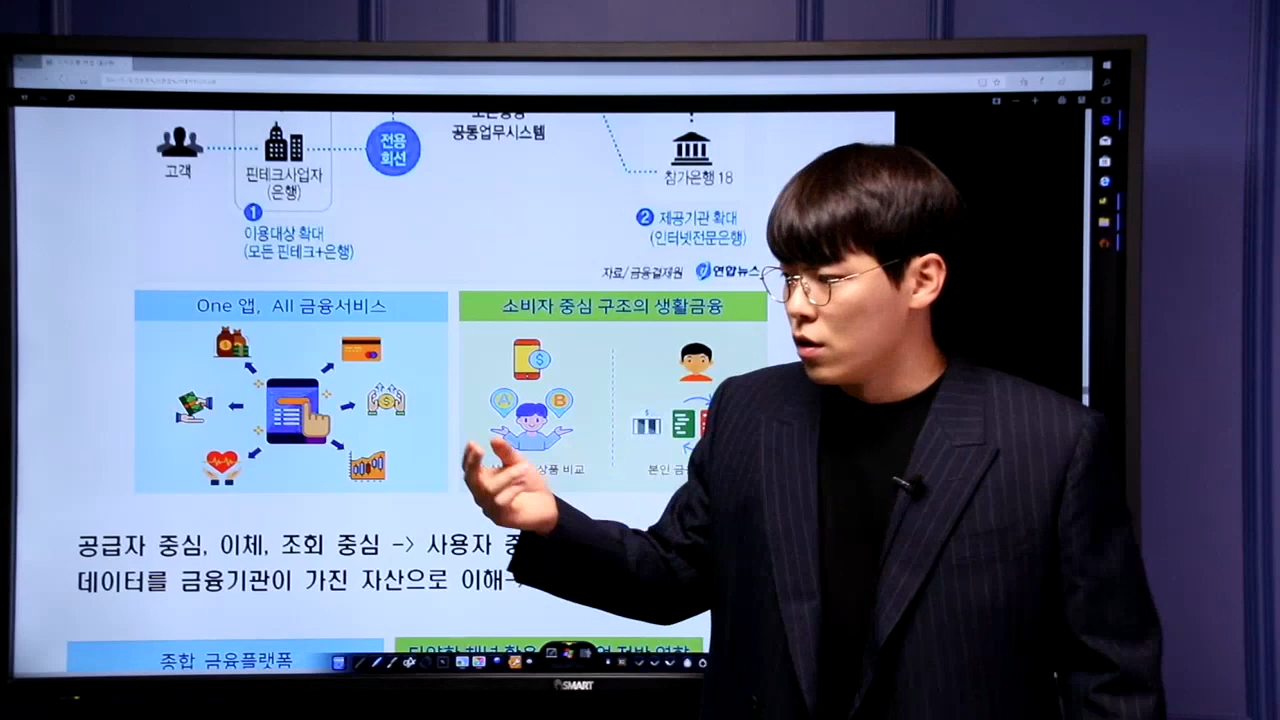 공동업무시스템
전용
회선
고객
핀테크사업자
(은행)
참가은행 18
1
이용대상 확대
(모든 핀테크+은행)
2 제공기관 확대
(인터넷전문은행)
자료/금융결제원 연합뉴스
One 앱, All 금융서비스
소비자 중심 구조의 생활금융
A B
상품 비교
본인
공급자 중심, 이체, 조회 중심 -> 사용자
데이터를 금융기관이 가진 자산으로 이해-
종합 금융플랫폼
SMART